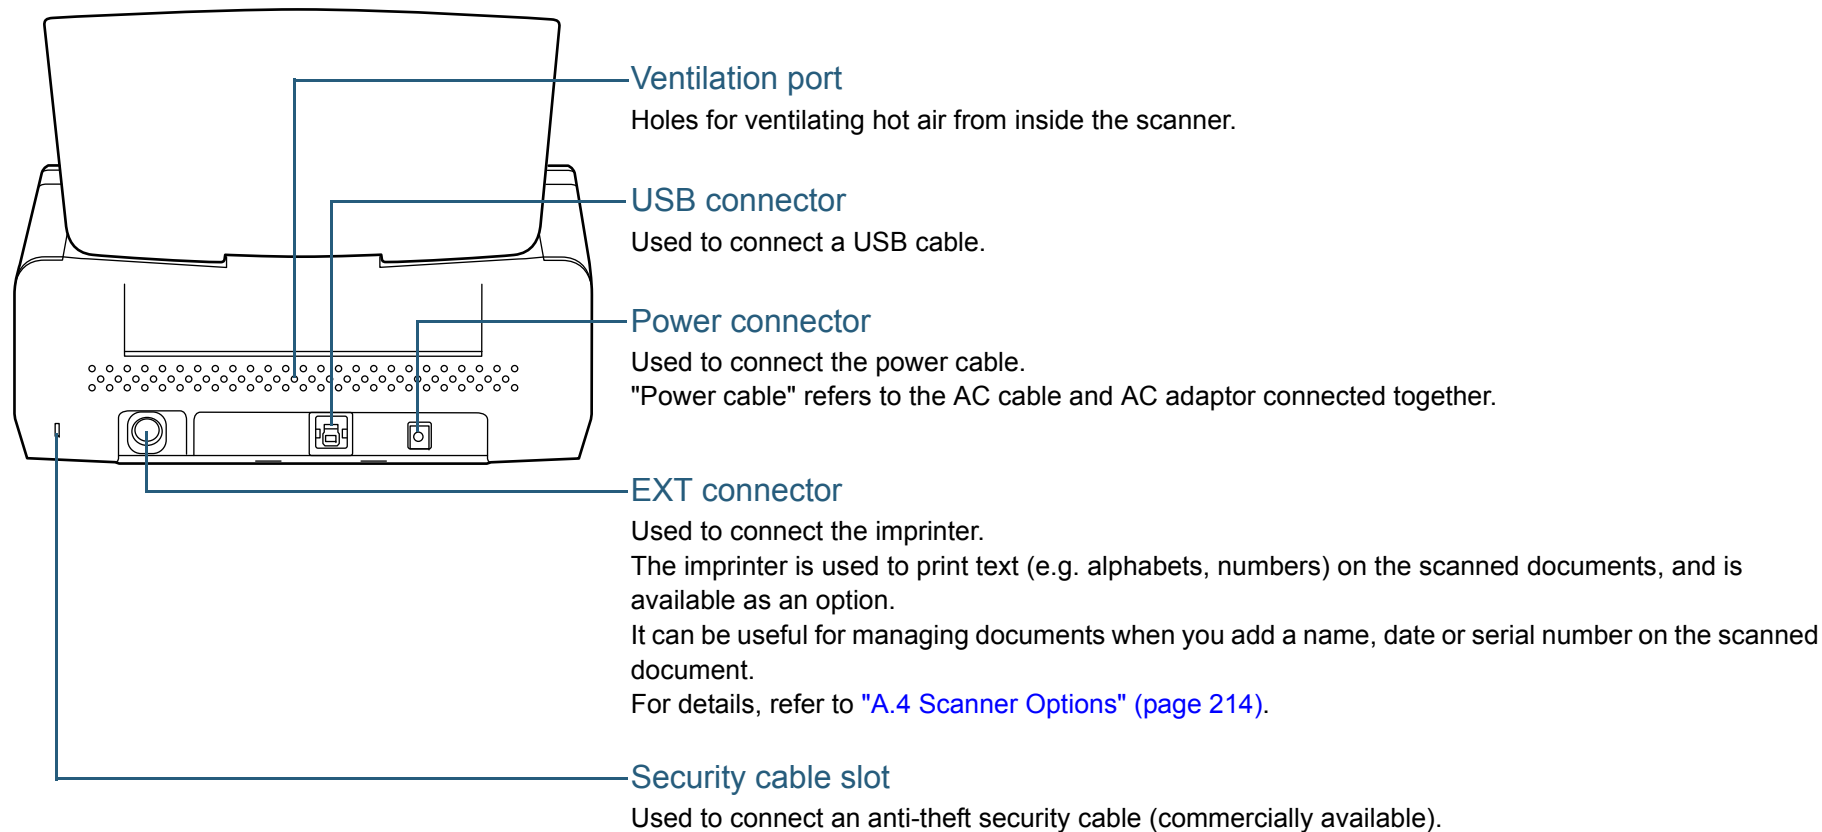 Ventilation port
Holes for ventilating hot air from inside the scanner.
USB connector
Used to connect a USB cable.
Power connector
Used to connect the power cable.
"Power cable" refers to the AC cable and AC adaptor connected together.
EXT connector
Used to connect the imprinter.
The imprinter is used to print text (e.g. alphabets, numbers) on the scanned documents, and is
available as an option.
It can be useful for managing documents when you add a name, date or serial number on the scanned
document.
For details, refer to "A.4 Scanner Options" (page 214).
Security cable slot
Used to connect an anti-theft security cable (commercially available).